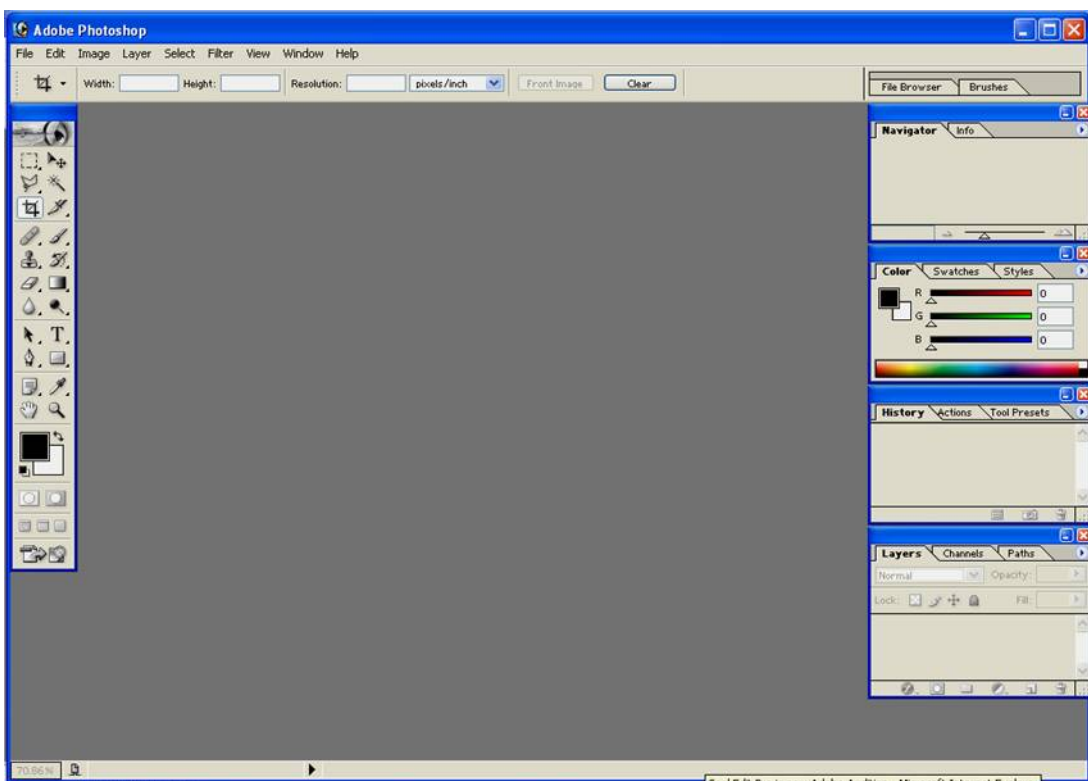 Adobe Photoshop
File Edit Image Layer Select Filter View Window Help
Width: Height: Resolution: pixels/inch Front Image Clear
File Browser Brushes
Navigator Info
Color Swatches Styles
R 0
G 0
B 0
History Actions Tool Presets
Layers Channels Paths
Normal Opacity:
Lock: Fill:
T
70.86%